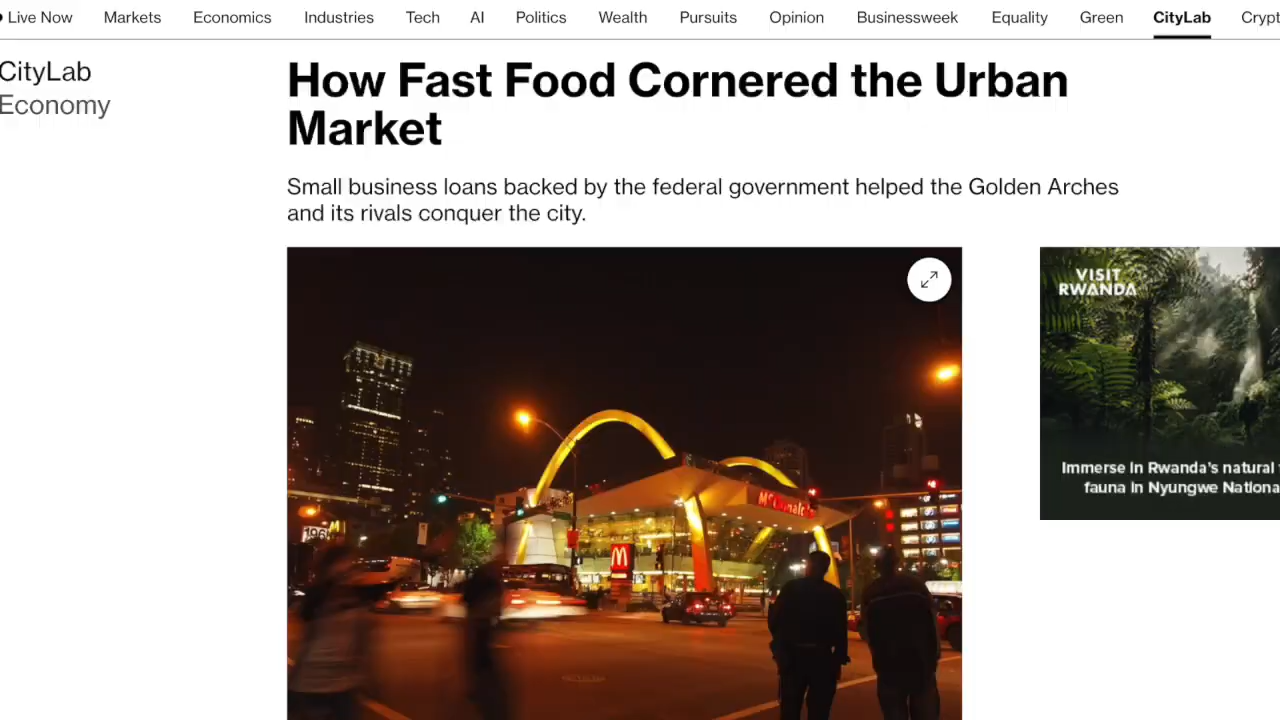 Live Now Markets Economics Industries Tech AI Politics Wealth Pursuits Opinion Businessweek Equality Green CityLab Crypt
CityLab
Economy
How Fast Food Cornered the Urban
Market
Small business loans backed by the federal government helped the Golden Arches
and its rivals conquer the city.
VISIT
RWANDA
Immerse in Rwanda's natural
fauna in Nyungwe Nationa
McDonald's